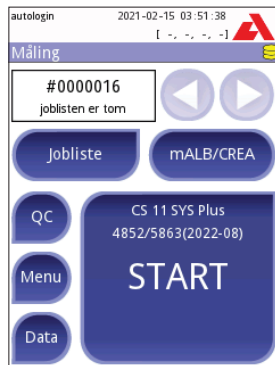 autologin 2021-02-15 03:51:38
[ -, -, -, -]
Måling
#0000016
joblisten er tom
Jobliste
mALB/CREA
QC
Menu
Data
CS 11 SYS Plus
4852/5863(2022-08)
START